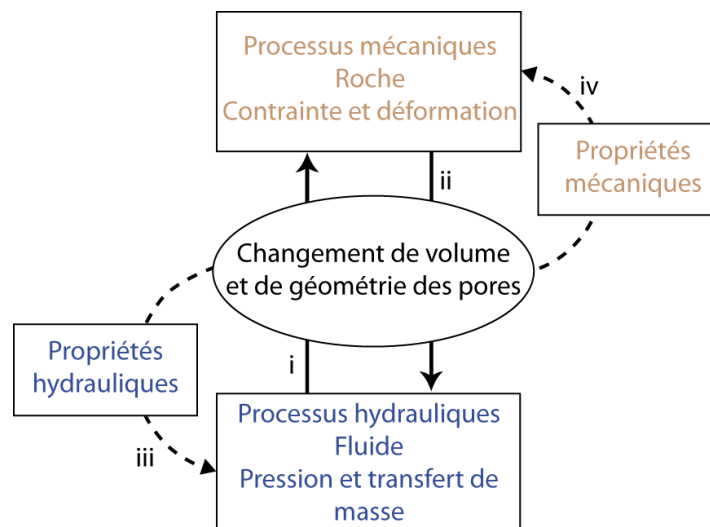 Processus mécaniques
Roche
Contrainte et déformation
iv
Propriétés
mécaniques
ii
Changement de volume
et de géométrie des pores
Propriétés
hydrauliques
i
iii
Processus hydrauliques
Fluide
Pression et transfert de
masse